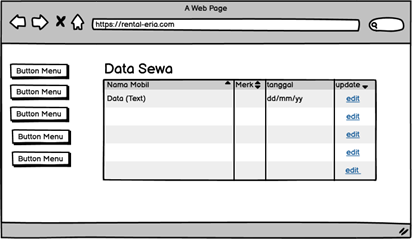 A Web Page
https://rental-eria.com
Button Menu
Button Menu
Button Menu
Button Menu
Button Menu
Data Sewa
Nama Mobil Merk tanggal update
Data (Text) dd/mm/yy edit
edit
edit
edit
edit